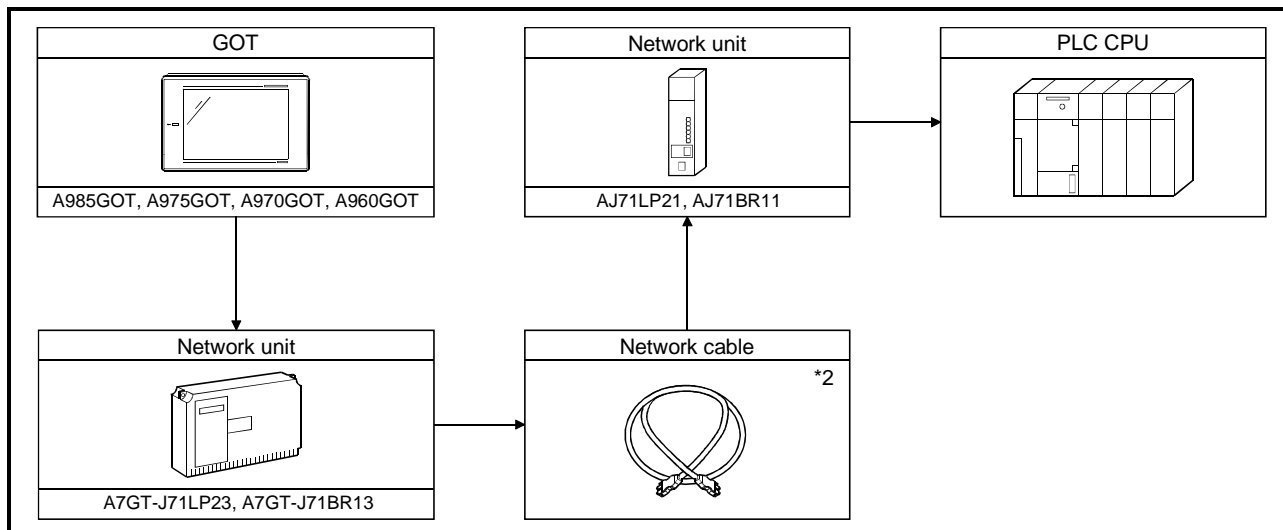 GOT
A985GOT, A975GOT, A970GOT, A960GOT
Network unit
A7GT-J71LP23, A7GT-J71BR13
Network cable
*2
Network unit
AJ71LP21, AJ71BR11
PLC CPU